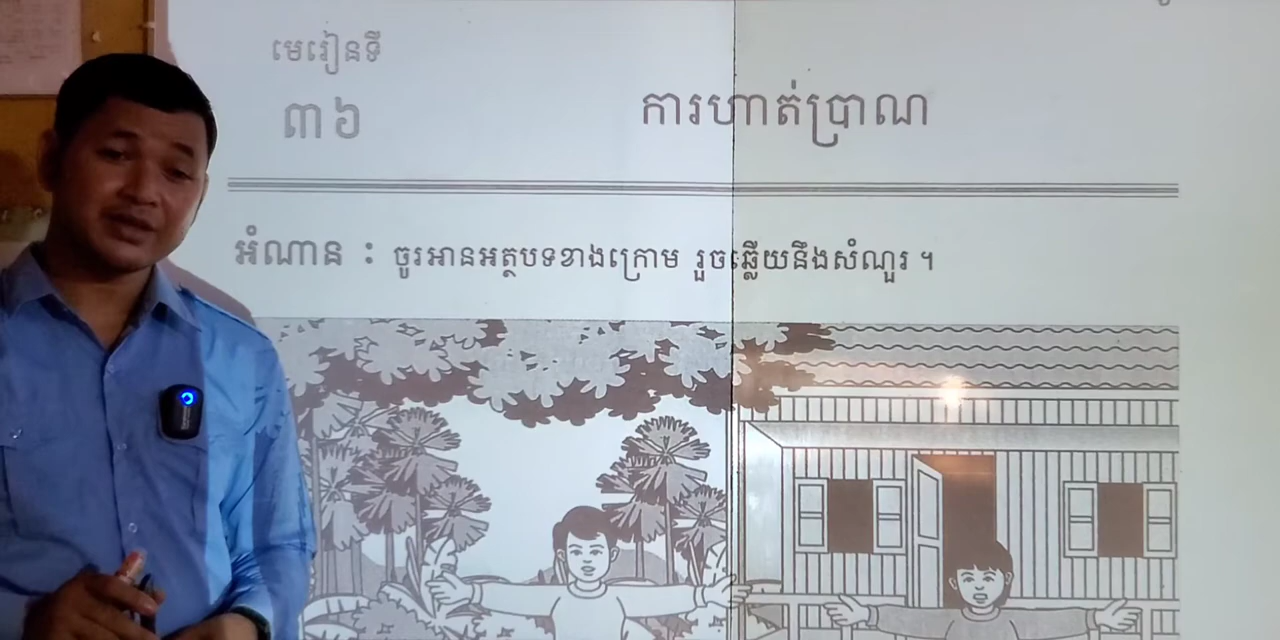 មេរៀនទី
៣៦
ការហាត់ប្រាណ
អំណាន ៖ ចូរអានអត្ថបទខាងក្រោម រួចឆ្លើយនឹងសំណួរ ។